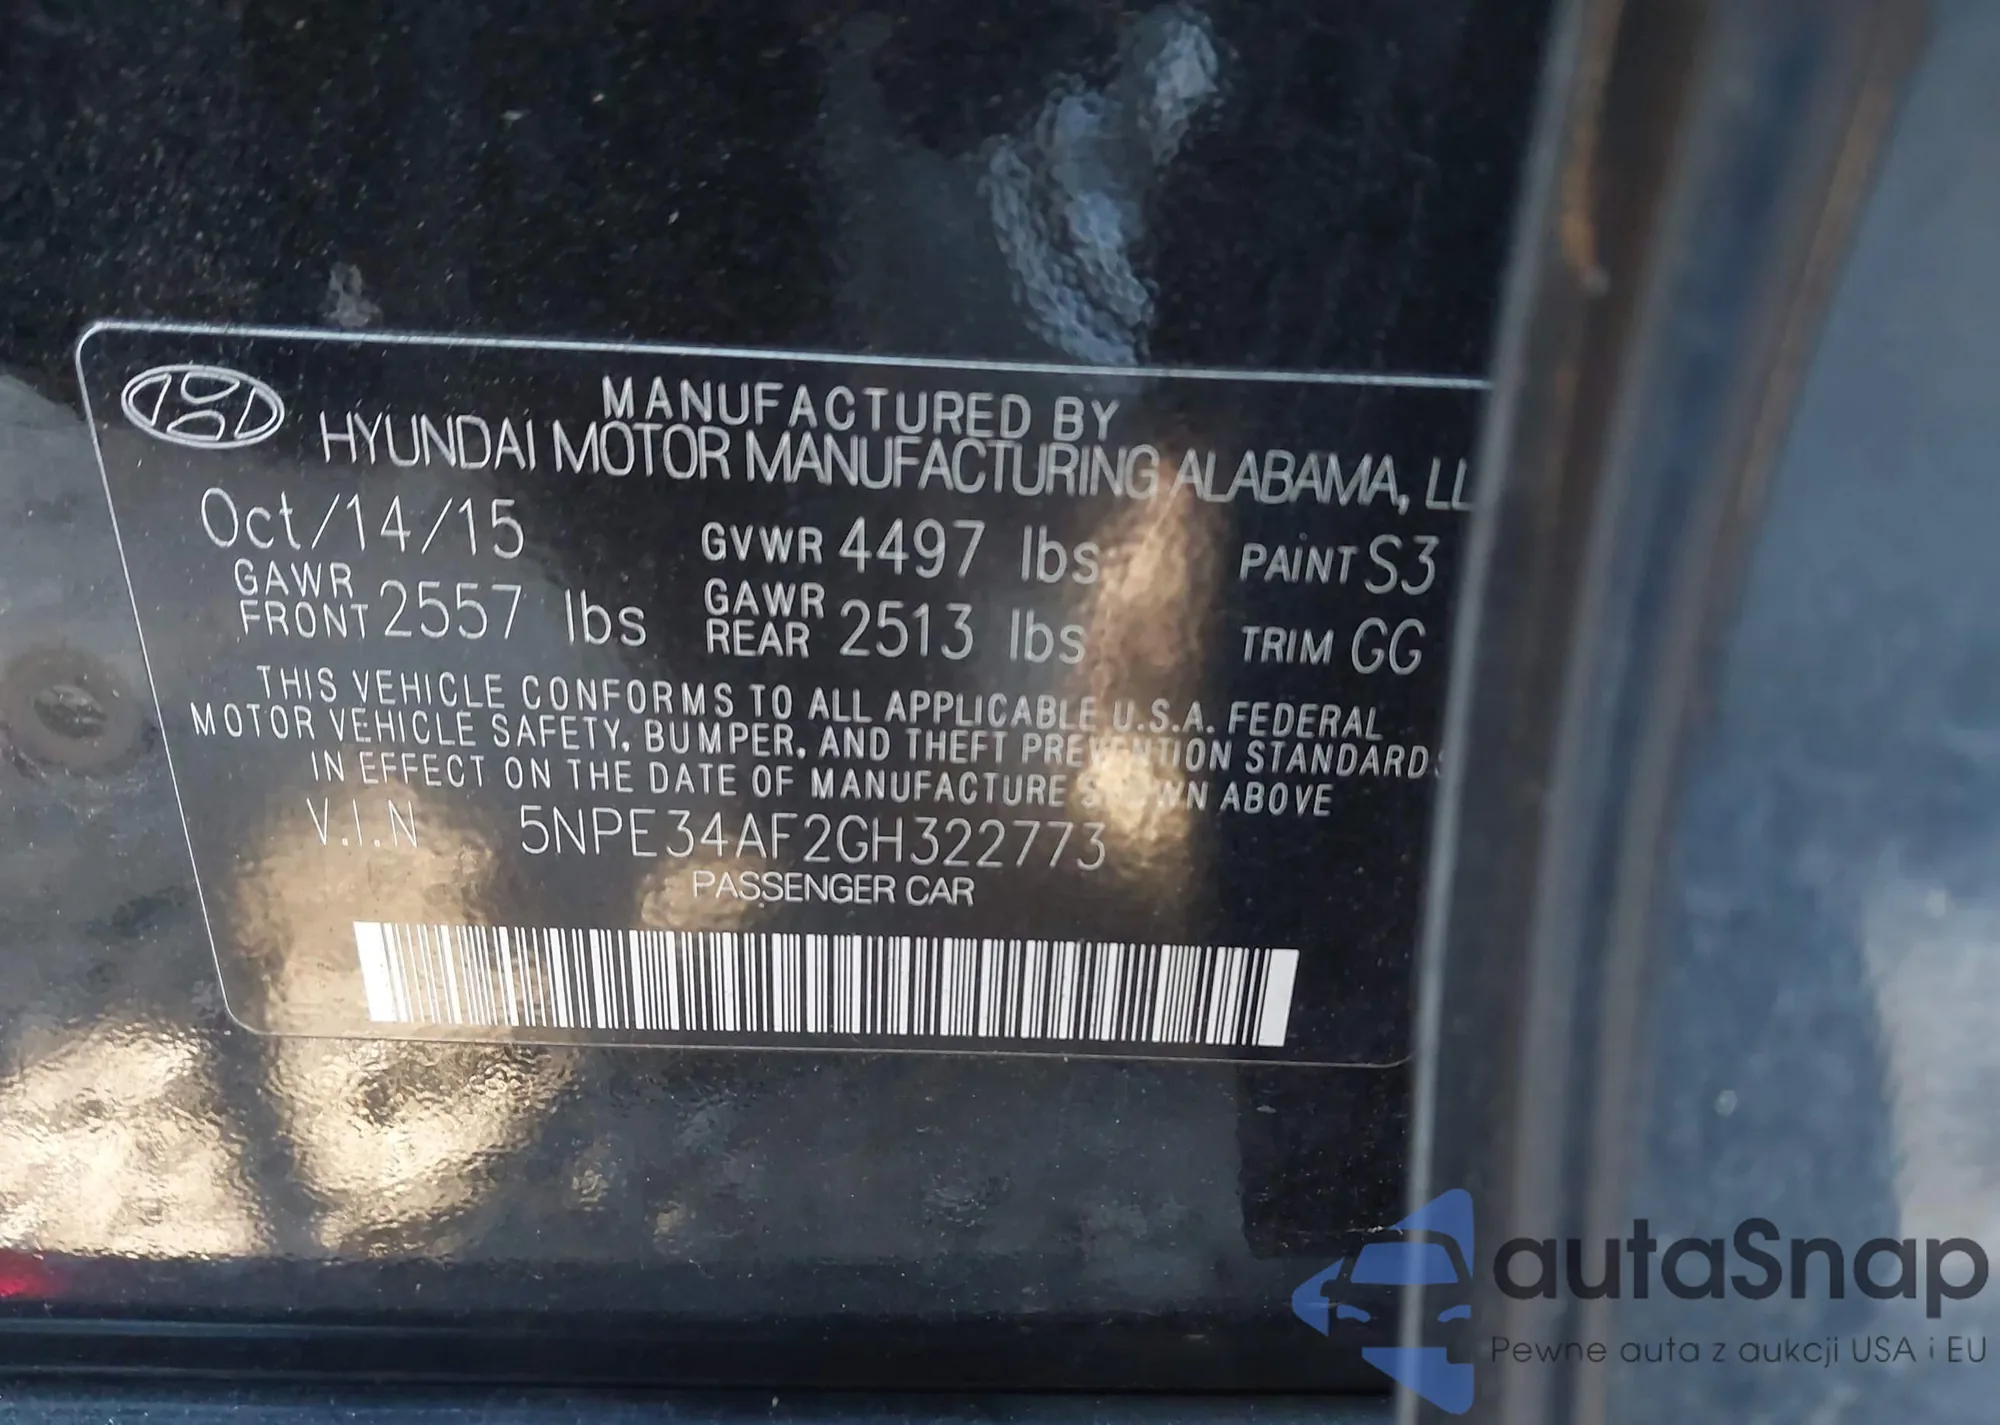 MANUFACTURED BY
HYUNDAI MOTOR MANUFACTURING ALABAMA, LL
Oct/14/15 GVWR 4497 lbs PAINT S3
GAWR FRONT 2557 lbs GAWR REAR 2513 lbs TRIM GG
THIS VEHICLE CONFORMS TO ALL APPLICABLE U.S.A. FEDERAL
MOTOR VEHICLE SAFETY, BUMPER, AND THEFT PREVENTION STANDARDS
IN EFFECT ON THE DATE OF MANUFACTURE SHOWN ABOVE
V.I.N 5NPE34AF2GH322773
PASSENGER CAR
autaSnap
Pewne auta z aukcji USA i EU